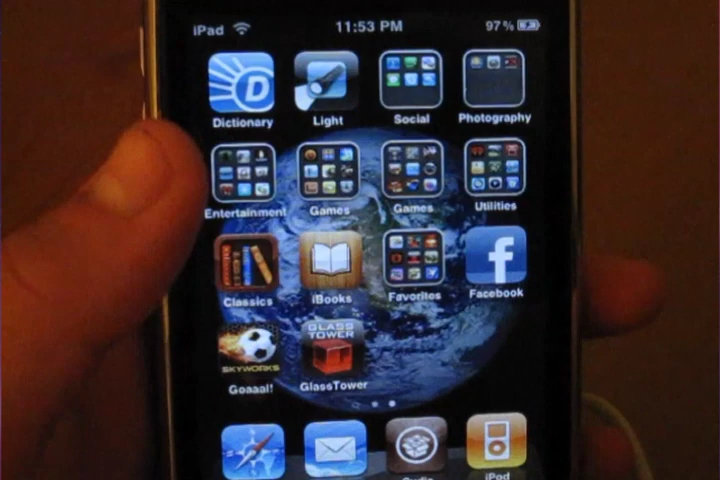 iPad 11:53 PM 97%
D
Dictionary Light Social Photography
Entertainment Games Games Utilities
f
Classics iBooks Favorites Facebook
GLASS
TOWER
SKYWORKS
Goaaal! GlassTower
iPod